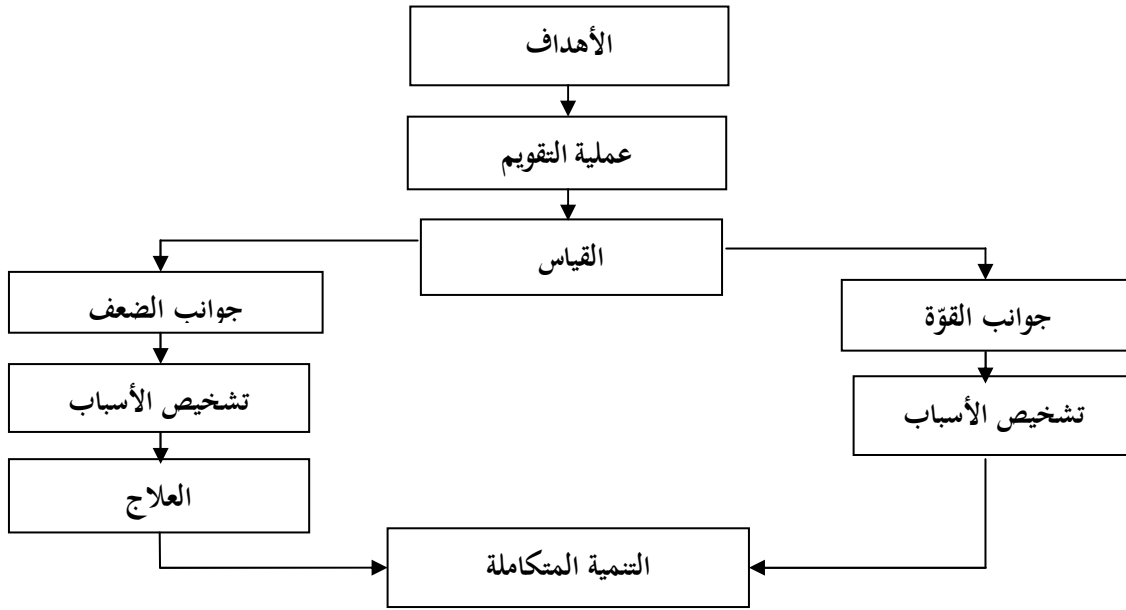 الأهداف
عملية التقويم
القياس
جوانب القوّة
جوانب الضعف
تشخيص الأسباب
تشخيص الأسباب
العلاج
التنمية المتكاملة